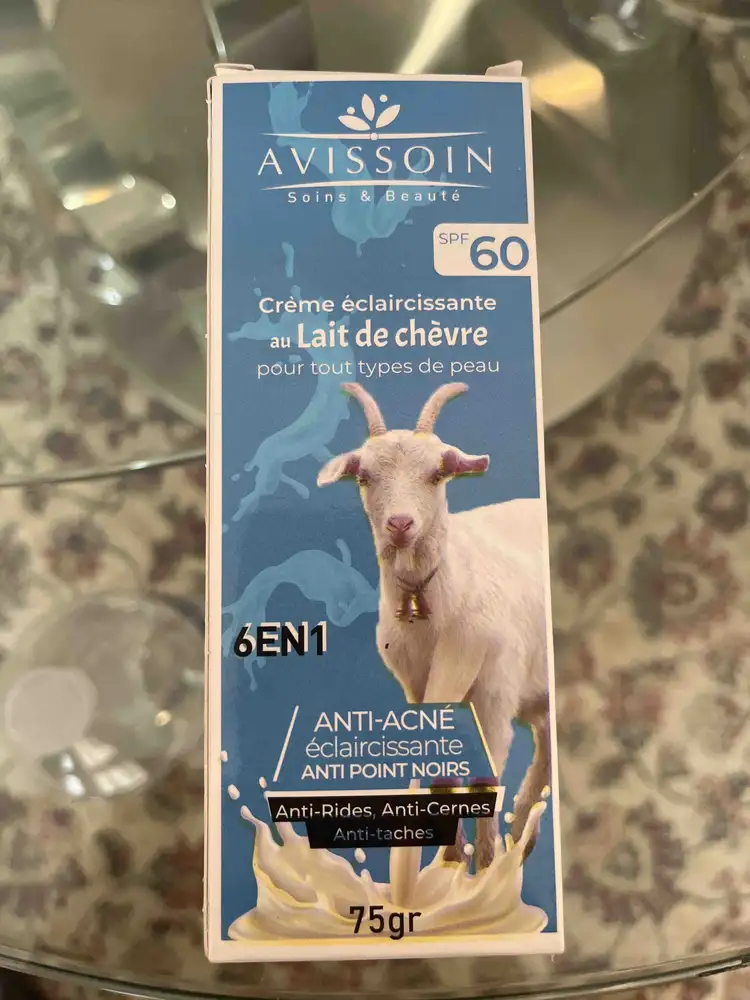 AVISSOIN
Soins & Beauté
SPF 60
Crème éclaircissante
au Lait de chèvre
pour tout types de peau
6EN1
ANTI-ACNÉ
éclaircissante
ANTI POINT NOIRS
Anti-Rides, Anti-Cernes
Anti-taches
75gr